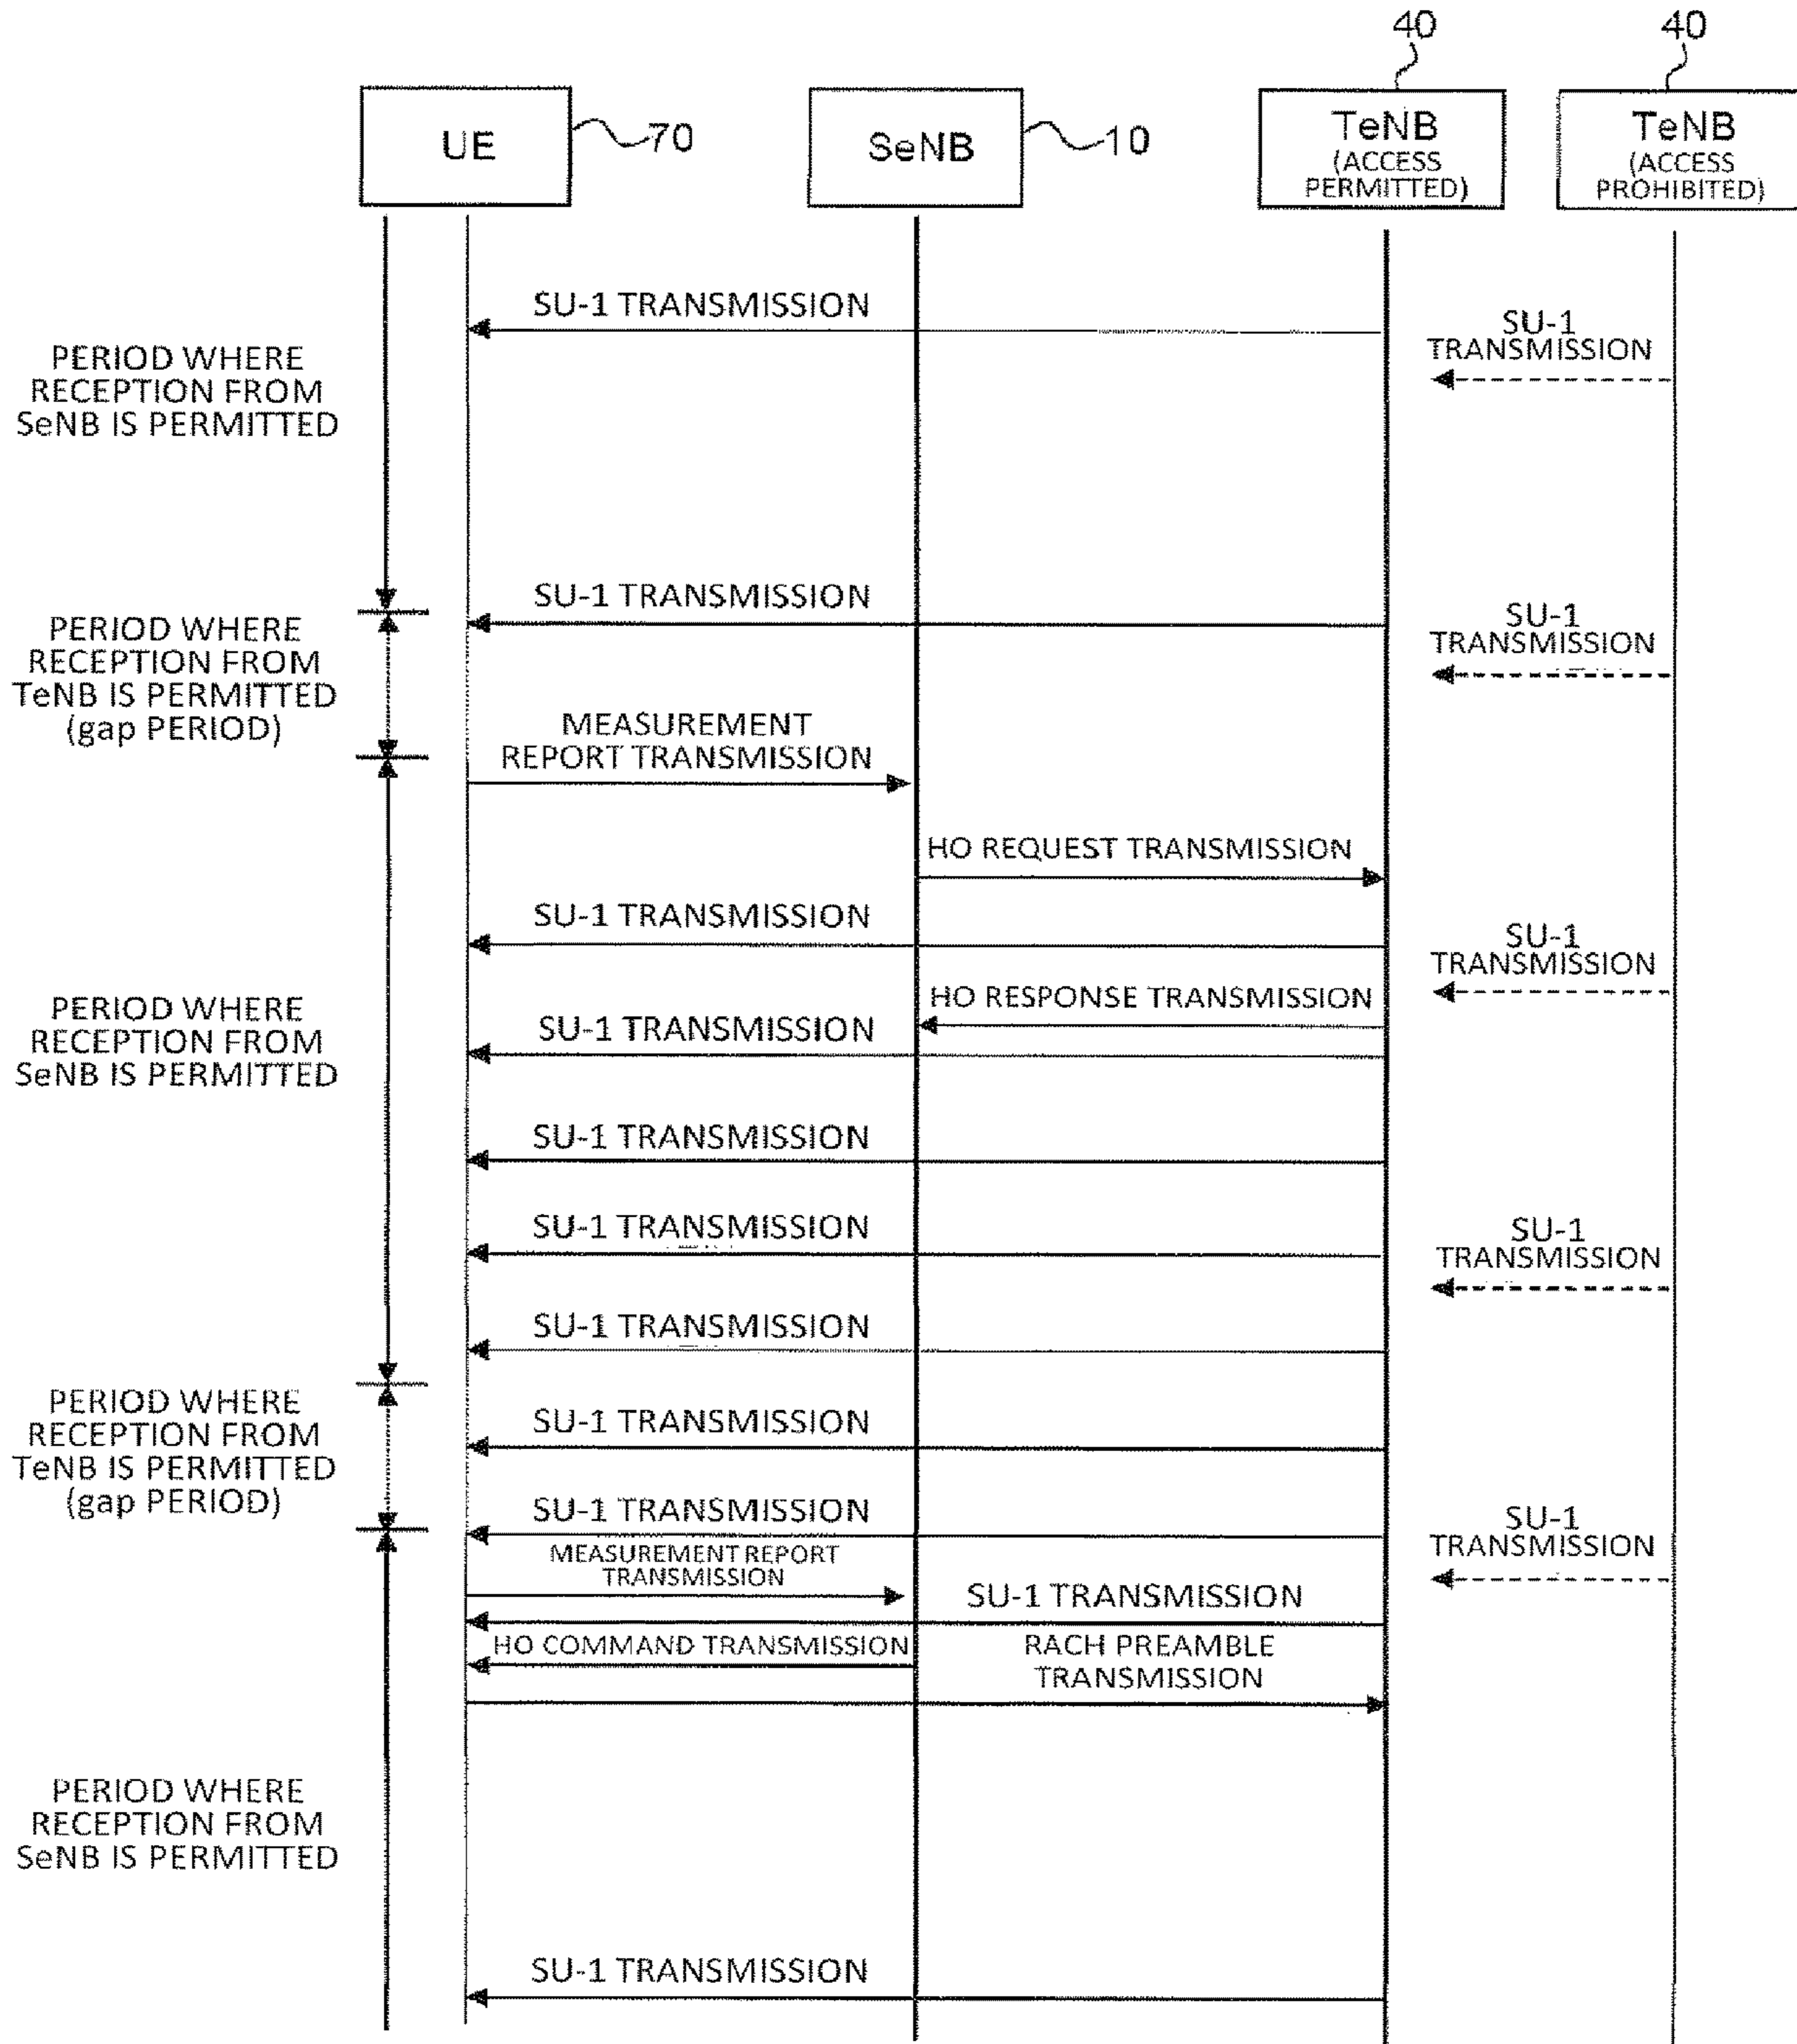 40
40
UE
70
SeNB
10
TeNB
(ACCESS
PERMITTED)
TeNB
(ACCESS
PROHIBITED)
SU-1 TRANSMISSION
SU-1
TRANSMISSION
PERIOD WHERE
RECEPTION FROM
SeNB IS PERMITTED
SU-1 TRANSMISSION
SU-1
TRANSMISSION
PERIOD WHERE
RECEPTION FROM
TeNB IS PERMITTED
(gap PERIOD)
MEASUREMENT
REPORT TRANSMISSION
HO REQUEST TRANSMISSION
SU-1 TRANSMISSION
SU-1
TRANSMISSION
HO RESPONSE TRANSMISSION
PERIOD WHERE
RECEPTION FROM
SeNB IS PERMITTED
SU-1 TRANSMISSION
SU-1 TRANSMISSION
SU-1 TRANSMISSION
SU-1
TRANSMISSION
SU-1 TRANSMISSION
PERIOD WHERE
RECEPTION FROM
TeNB IS PERMITTED
(gap PERIOD)
SU-1 TRANSMISSION
SU-1 TRANSMISSION
SU-1
TRANSMISSION
MEASUREMENT REPORT
TRANSMISSION
SU-1 TRANSMISSION
HO COMMAND TRANSMISSION
RACH PREAMBLE
TRANSMISSION
PERIOD WHERE
RECEPTION FROM
SeNB IS PERMITTED
SU-1 TRANSMISSION